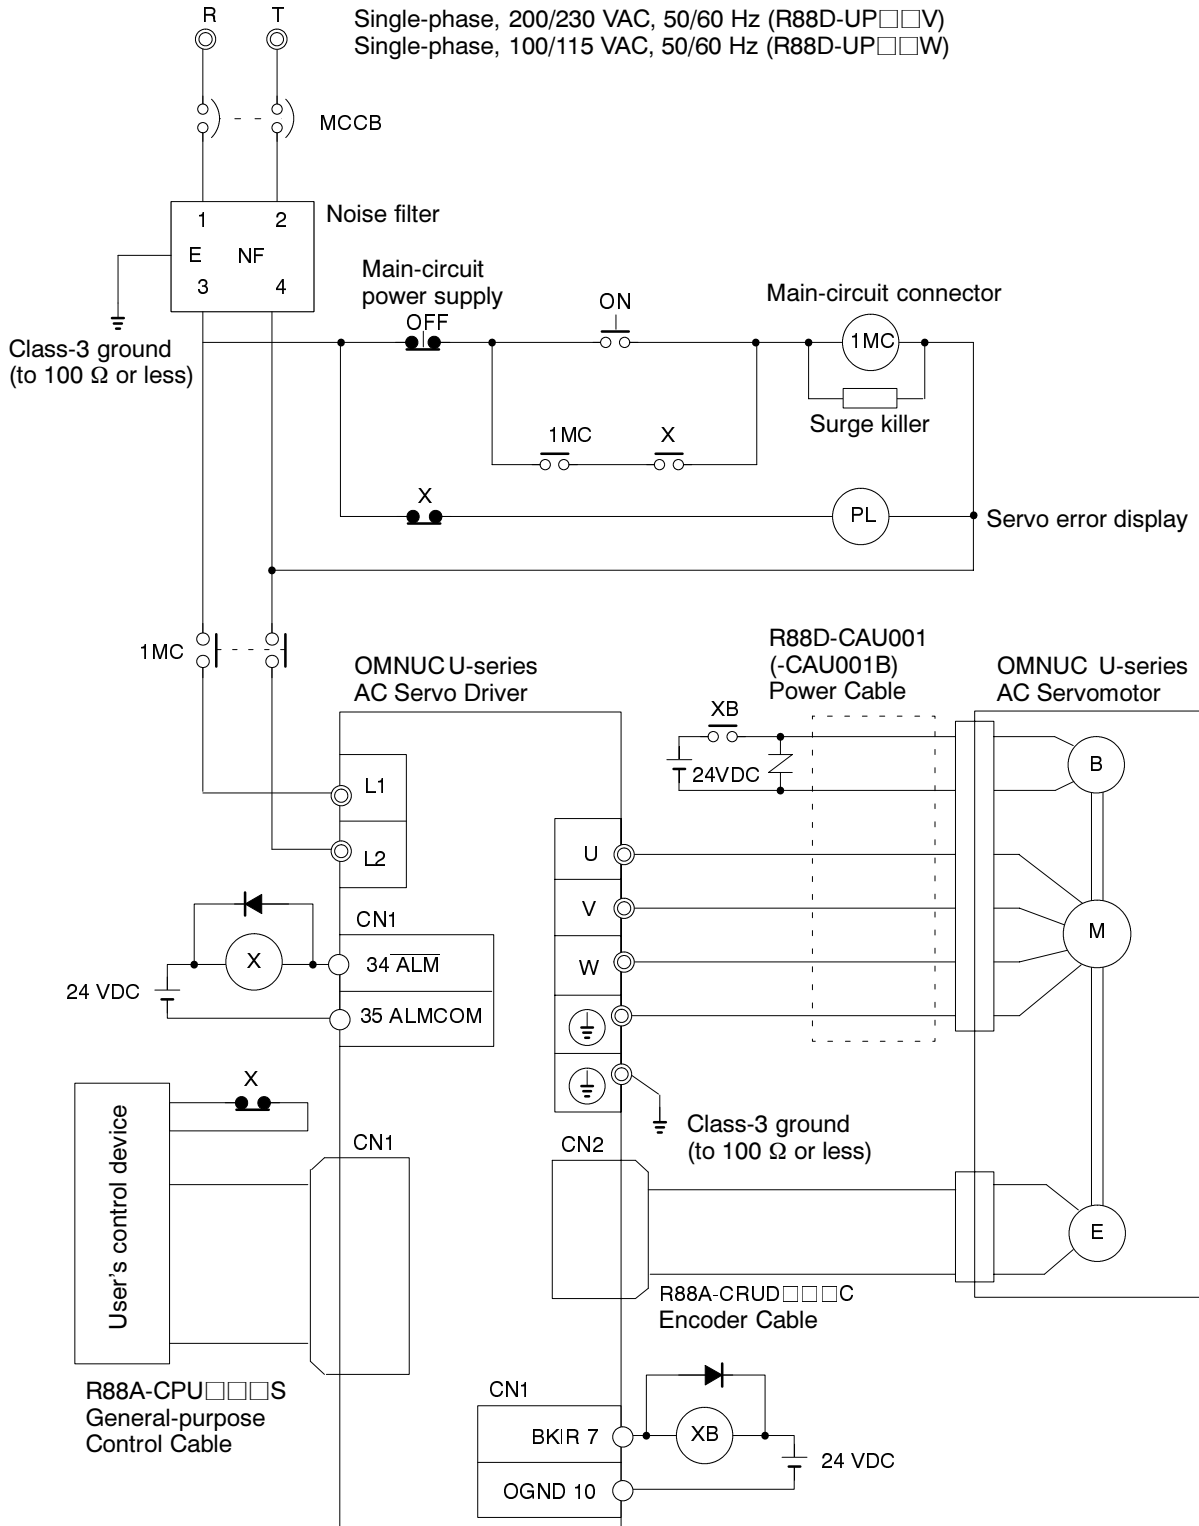 R T
Single-phase, 200/230 VAC, 50/60 Hz (R88D-UP□□V)
Single-phase, 100/115 VAC, 50/60 Hz (R88D-UP□□W)
MCCB
1 2
Noise filter
E NF
3 4
Class-3 ground
(to 100 Ω or less)
Main-circuit
power supply
OFF
ON
Main-circuit connector
1MC
Surge killer
1MC X
X
PL
Servo error display
1MC
OMNUC U-series
AC Servo Driver
R88D-CAU001
(-CAU001B)
Power Cable
OMNUC U-series
AC Servomotor
XB
24VDC
B
L1
L2
U
V
W
M
CN1
X
34 ALM
24 VDC
35 ALMCOM
X
User's control device
CN1
Class-3 ground
(to 100 Ω or less)
CN2
E
R88A-CRUD□□□C
Encoder Cable
R88A-CPU□□□S
General-purpose
Control Cable
CN1
BKIR 7
XB
24 VDC
OGND 10